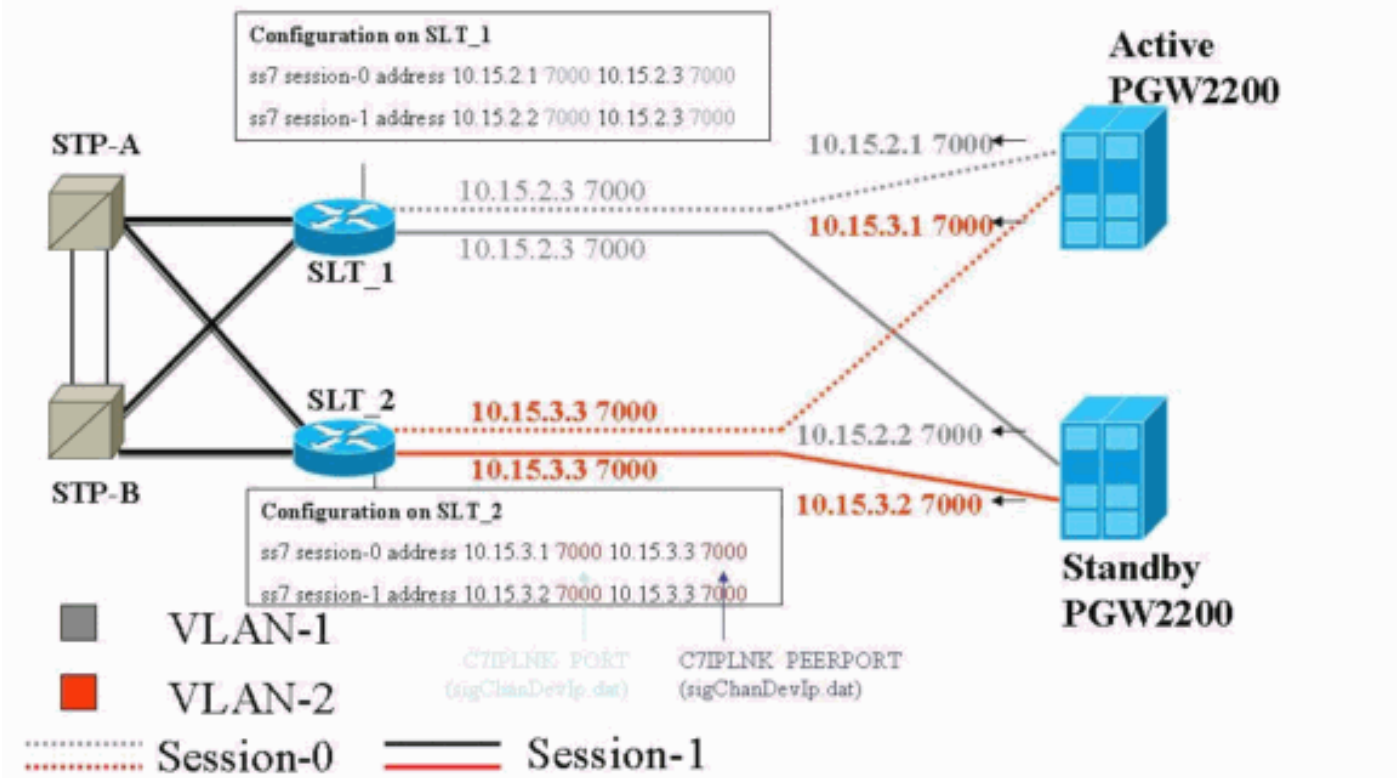 Configuration on SLT_1
ss7 session-0 address 10.15.2.1 7000 10.15.2.3 7000
ss7 session-1 address 10.15.2.2 7000 10.15.2.3 7000
Active
PGW2200
STP-A
10.15.2.1 7000
10.15.2.3 7000
10.15.3.1 7000
10.15.2.3 7000
SLT_1
SLT_2
10.15.3.3 7000
10.15.2.2 7000
10.15.3.3 7000
STP-B
10.15.3.2 7000
Configuration on SLT_2
ss7 session-0 address 10.15.3.1 7000 10.15.3.3 7000
ss7 session-1 address 10.15.3.2 7000 10.15.3.3 7000
Standby
PGW2200
VLAN-1
C7IPLNK PORT
(sigChanDevIp.dat)
C7IPLNK PEERPORT
(sigChanDevIp.dat)
VLAN-2
Session-0
Session-1